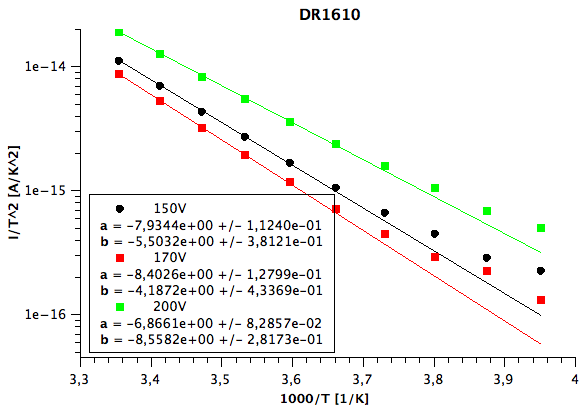 DR1610
I/T^2 [A/K^2]
1e−14
1e−15
1e−16
150V
a = −7,9344e+00 +/− 1,1240e−01
b = −5,5032e+00 +/− 3,8121e−01
170V
a = −8,4026e+00 +/− 1,2799e−01
b = −4,1872e+00 +/− 4,3369e−01
200V
a = −6,8661e+00 +/− 8,2857e−02
b = −8,5582e+00 +/− 2,8173e−01
3,3 3,4 3,5 3,6 3,7 3,8 3,9 4
1000/T [1/K]